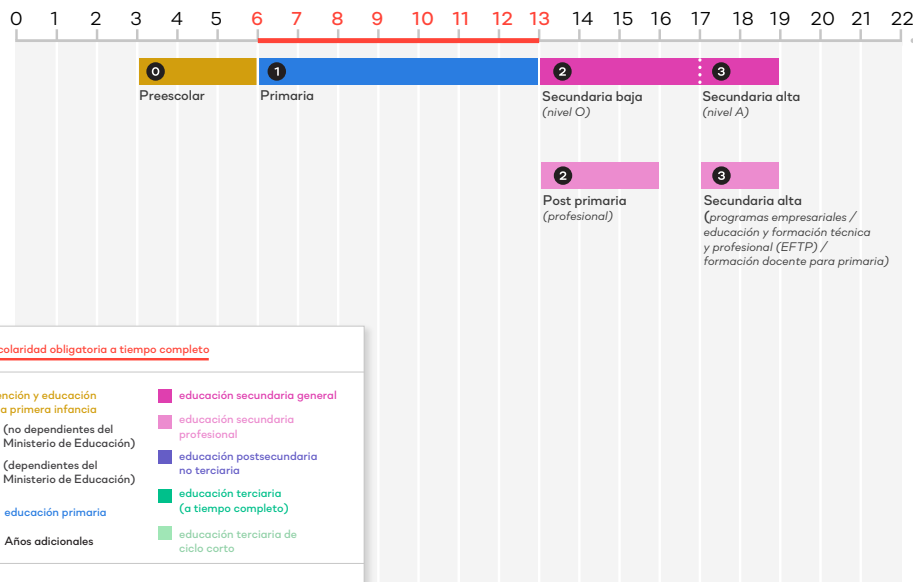 0 1 2 3 4 5 6 7 8 9 10 11 12 13 14 15 16 17 18 19 20 21 22
0 1 2 3
Preescolar Primaria Secundaria baja Secundaria alta
(nivel O) (nivel A)
2 3
Post primaria Secundaria alta
(profesional) (programas empresariales /
educación y formación técnica
y profesional (EFTP) /
formación docente para primaria)
colaridad obligatoria a tiempo completo
ención y educación
a primera infancia
(no dependientes del
Ministerio de Educación)
(dependientes del
Ministerio de Educación)
educación primaria
Años adicionales
educación secundaria general
educación secundaria
profesional
educación postsecundaria
no terciaria
educación terciaria
(a tiempo completo)
educación terciaria de
ciclo corto